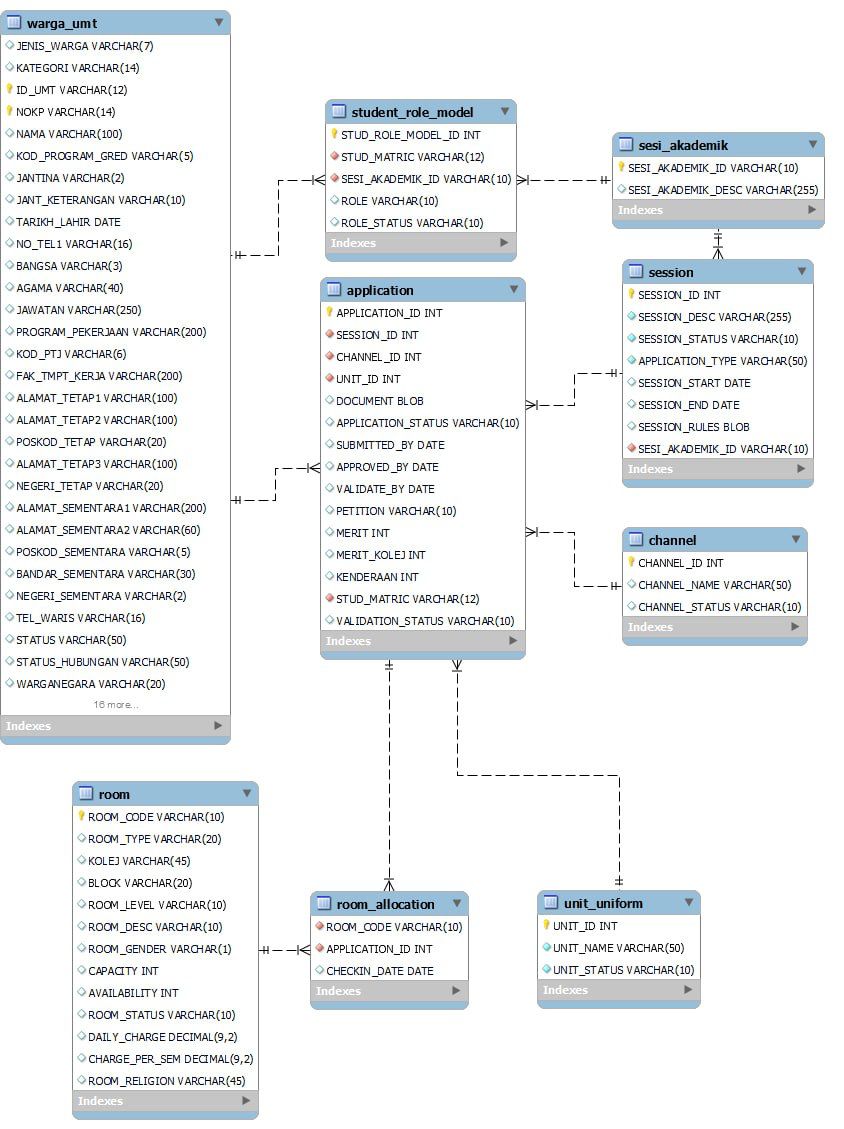 warga_umt
JENIS_WARGA VARCHAR(7)
KATEGORI VARCHAR(14)
ID_UMT VARCHAR(12)
NOKP VARCHAR(14)
NAMA VARCHAR(100)
KOD_PROGRAM_GRED VARCHAR(5)
JANTINA VARCHAR(2)
JANT_KETERANGAN VARCHAR(10)
TARIKH_LAHIR DATE
NO_TEL1 VARCHAR(16)
BANGSA VARCHAR(3)
AGAMA VARCHAR(40)
JAWATAN VARCHAR(250)
PROGRAM_PEKERJAAN VARCHAR(200)
KOD_PTJ VARCHAR(6)
FAK_TMPT_KERJA VARCHAR(200)
ALAMAT_TETAP1 VARCHAR(100)
ALAMAT_TETAP2 VARCHAR(100)
POSKOD_TETAP VARCHAR(20)
ALAMAT_TETAP3 VARCHAR(100)
NEGERI_TETAP VARCHAR(20)
ALAMAT_SEMENTARA1 VARCHAR(200)
ALAMAT_SEMENTARA2 VARCHAR(60)
POSKOD_SEMENTARA VARCHAR(5)
BANDAR_SEMENTARA VARCHAR(30)
NEGERI_SEMENTARA VARCHAR(2)
TEL_WARIS VARCHAR(16)
STATUS VARCHAR(50)
STATUS_HUBUNGAN VARCHAR(50)
WARGANEGARA VARCHAR(20)
16 more...
Indexes
student_role_model
STUD_ROLE_MODEL_ID INT
STUD_MATRIC VARCHAR(12)
SESI_AKADEMIK_ID VARCHAR(10)
ROLE VARCHAR(10)
ROLE_STATUS VARCHAR(10)
Indexes
sesi_akademik
SESI_AKADEMIK_ID VARCHAR(10)
SESI_AKADEMIK_DESC VARCHAR(255)
Indexes
application
APPLICATION_ID INT
SESSION_ID INT
CHANNEL_ID INT
UNIT_ID INT
DOCUMENT BLOB
APPLICATION_STATUS VARCHAR(10)
SUBMITTED_BY DATE
APPROVED_BY DATE
VALIDATE_BY DATE
PETITION VARCHAR(10)
MERIT INT
MERIT_KOLEJ INT
KENDERAAN INT
STUD_MATRIC VARCHAR(12)
VALIDATION_STATUS VARCHAR(10)
Indexes
session
SESSION_ID INT
SESSION_DESC VARCHAR(255)
SESSION_STATUS VARCHAR(10)
APPLICATION_TYPE VARCHAR(50)
SESSION_START DATE
SESSION_END DATE
SESSION_RULES BLOB
SESI_AKADEMIK_ID VARCHAR(10)
Indexes
channel
CHANNEL_ID INT
CHANNEL_NAME VARCHAR(50)
CHANNEL_STATUS VARCHAR(10)
Indexes
room
ROOM_CODE VARCHAR(10)
ROOM_TYPE VARCHAR(20)
KOLEJ VARCHAR(45)
BLOCK VARCHAR(20)
ROOM_LEVEL VARCHAR(10)
ROOM_DESC VARCHAR(10)
ROOM_GENDER VARCHAR(1)
CAPACITY INT
AVAILABILITY INT
ROOM_STATUS VARCHAR(10)
DAILY_CHARGE DECIMAL(9,2)
CHARGE_PER_SEM DECIMAL(9,2)
ROOM_RELIGION VARCHAR(45)
Indexes
room_allocation
ROOM_CODE VARCHAR(10)
APPLICATION_ID INT
CHECKIN_DATE DATE
Indexes
unit_uniform
UNIT_ID INT
UNIT_NAME VARCHAR(50)
UNIT_STATUS VARCHAR(10)
Indexes